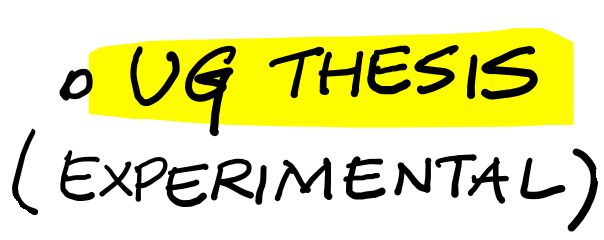 o UG THESIS
(EXPERIMENTAL)